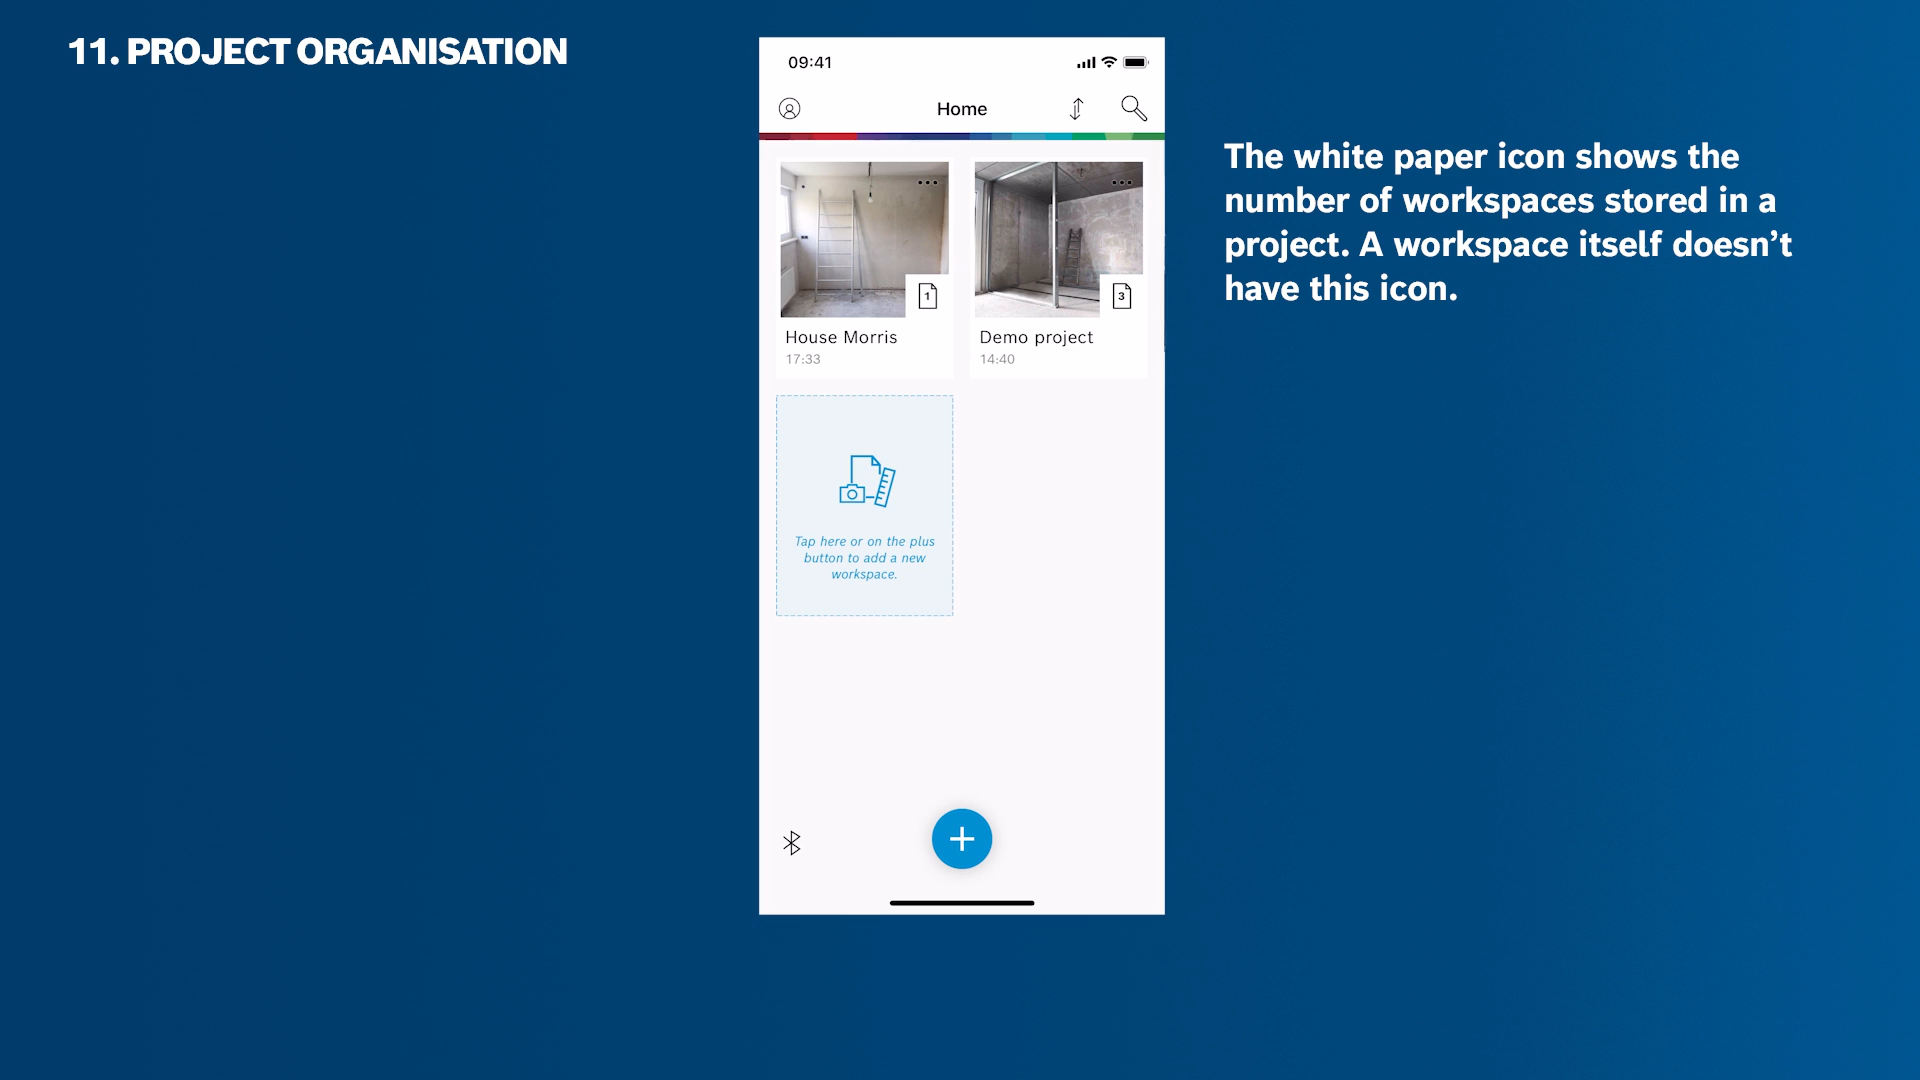 11. PROJECT ORGANISATION
09:41
Home
1
3
House Morris
17:33
Demo project
14:40
Tap here or on the plus
button to add a new
workspace.
The white paper icon shows the
number of workspaces stored in a
project. A workspace itself doesn’t
have this icon.